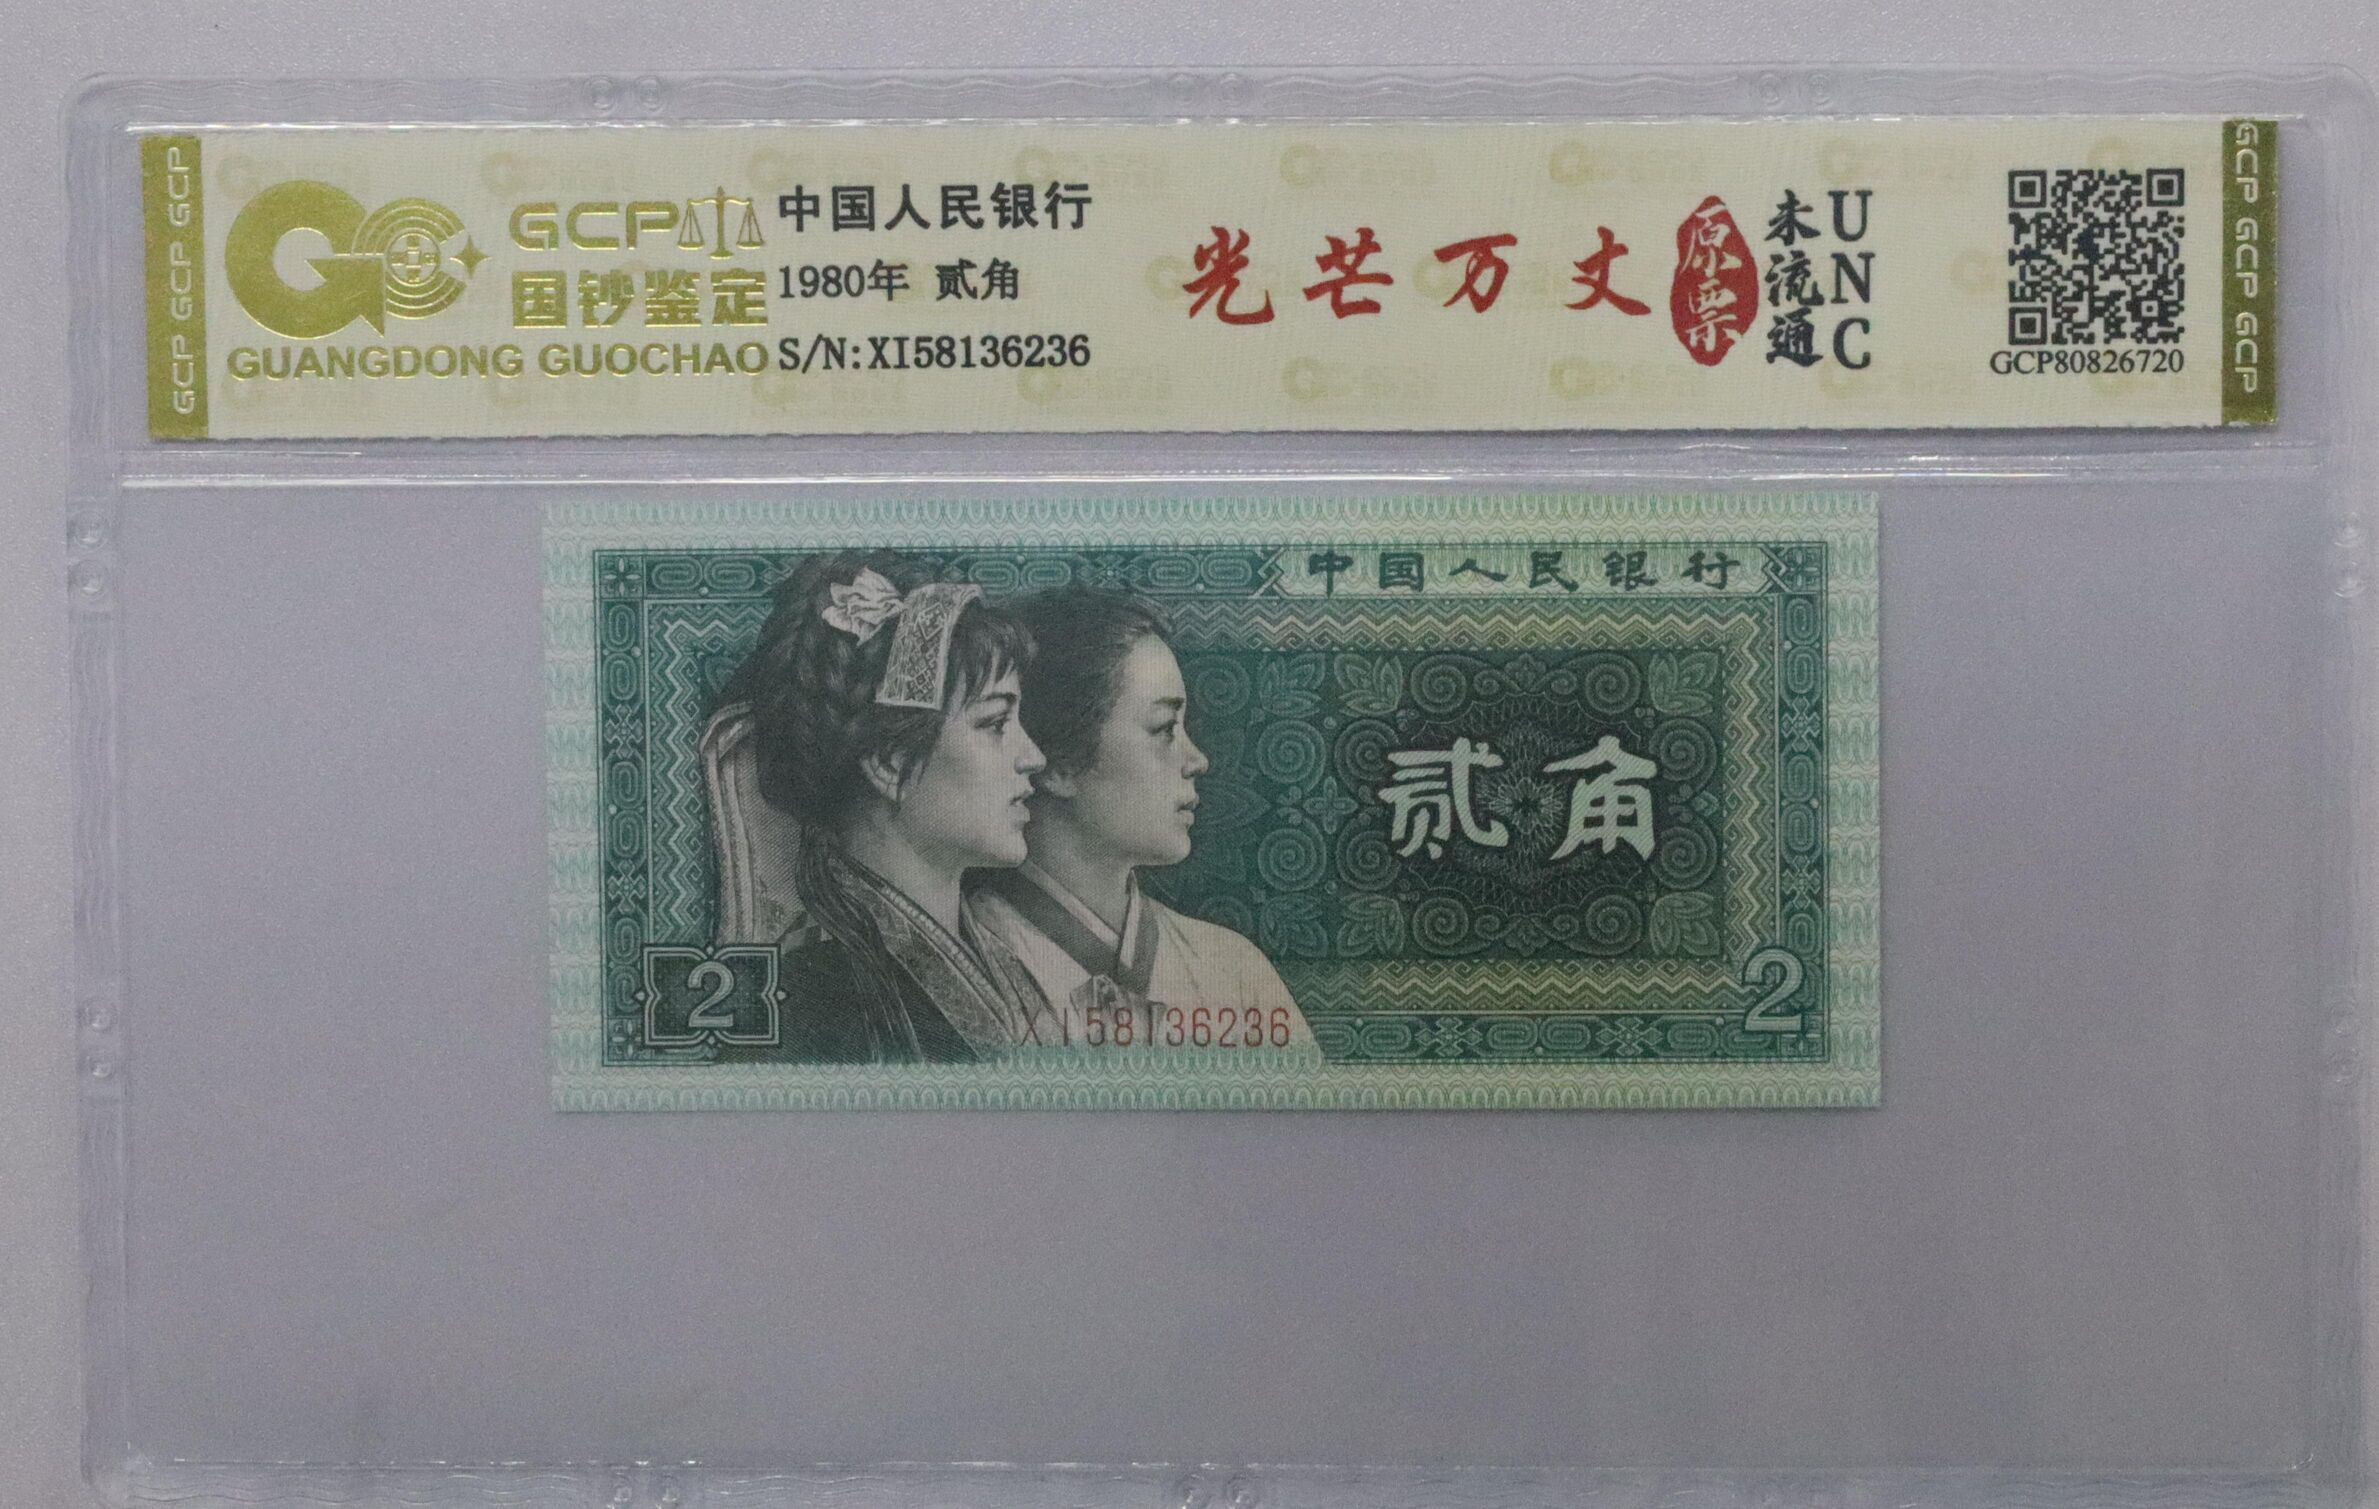 GCP GCP GCP
GCP
国钞鉴定
GUANGDONG GUOCHAO
中国人民银行
1980年 贰角
S/N:XI58136236
光芒万丈
原票
未流通
UNC
GCP80826720
GCP GCP GCP
中国人民银行
贰角
2
XI58136236
2